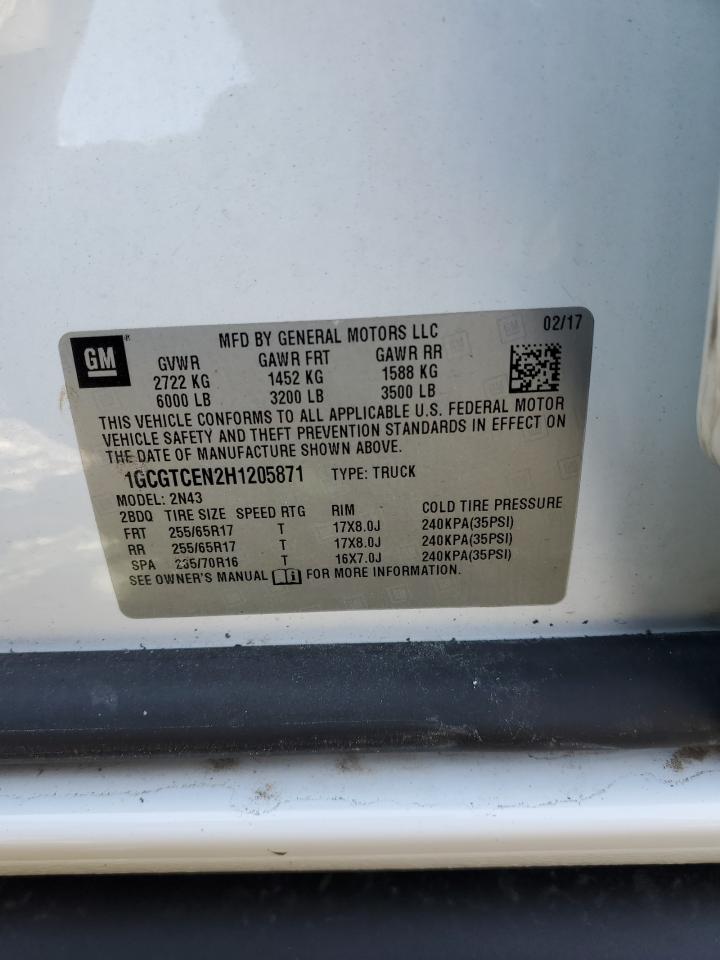 GM
®
MFD BY GENERAL MOTORS LLC 02/17
GVWR GAWR FRT GAWR RR
2722 KG 1452 KG 1588 KG
6000 LB 3200 LB 3500 LB
THIS VEHICLE CONFORMS TO ALL APPLICABLE U.S. FEDERAL MOTOR
VEHICLE SAFETY AND THEFT PREVENTION STANDARDS IN EFFECT ON
THE DATE OF MANUFACTURE SHOWN ABOVE.
1GCGTCEN2H1205871 TYPE: TRUCK
MODEL: 2N43
2BDQ TIRE SIZE SPEED RTG RIM COLD TIRE PRESSURE
FRT 255/65R17 T 17X8.0J 240KPA(35PSI)
RR 255/65R17 T 17X8.0J 240KPA(35PSI)
SPA 235/70R16 T 16X7.0J 240KPA(35PSI)
SEE OWNER'S MANUAL FOR MORE INFORMATION.